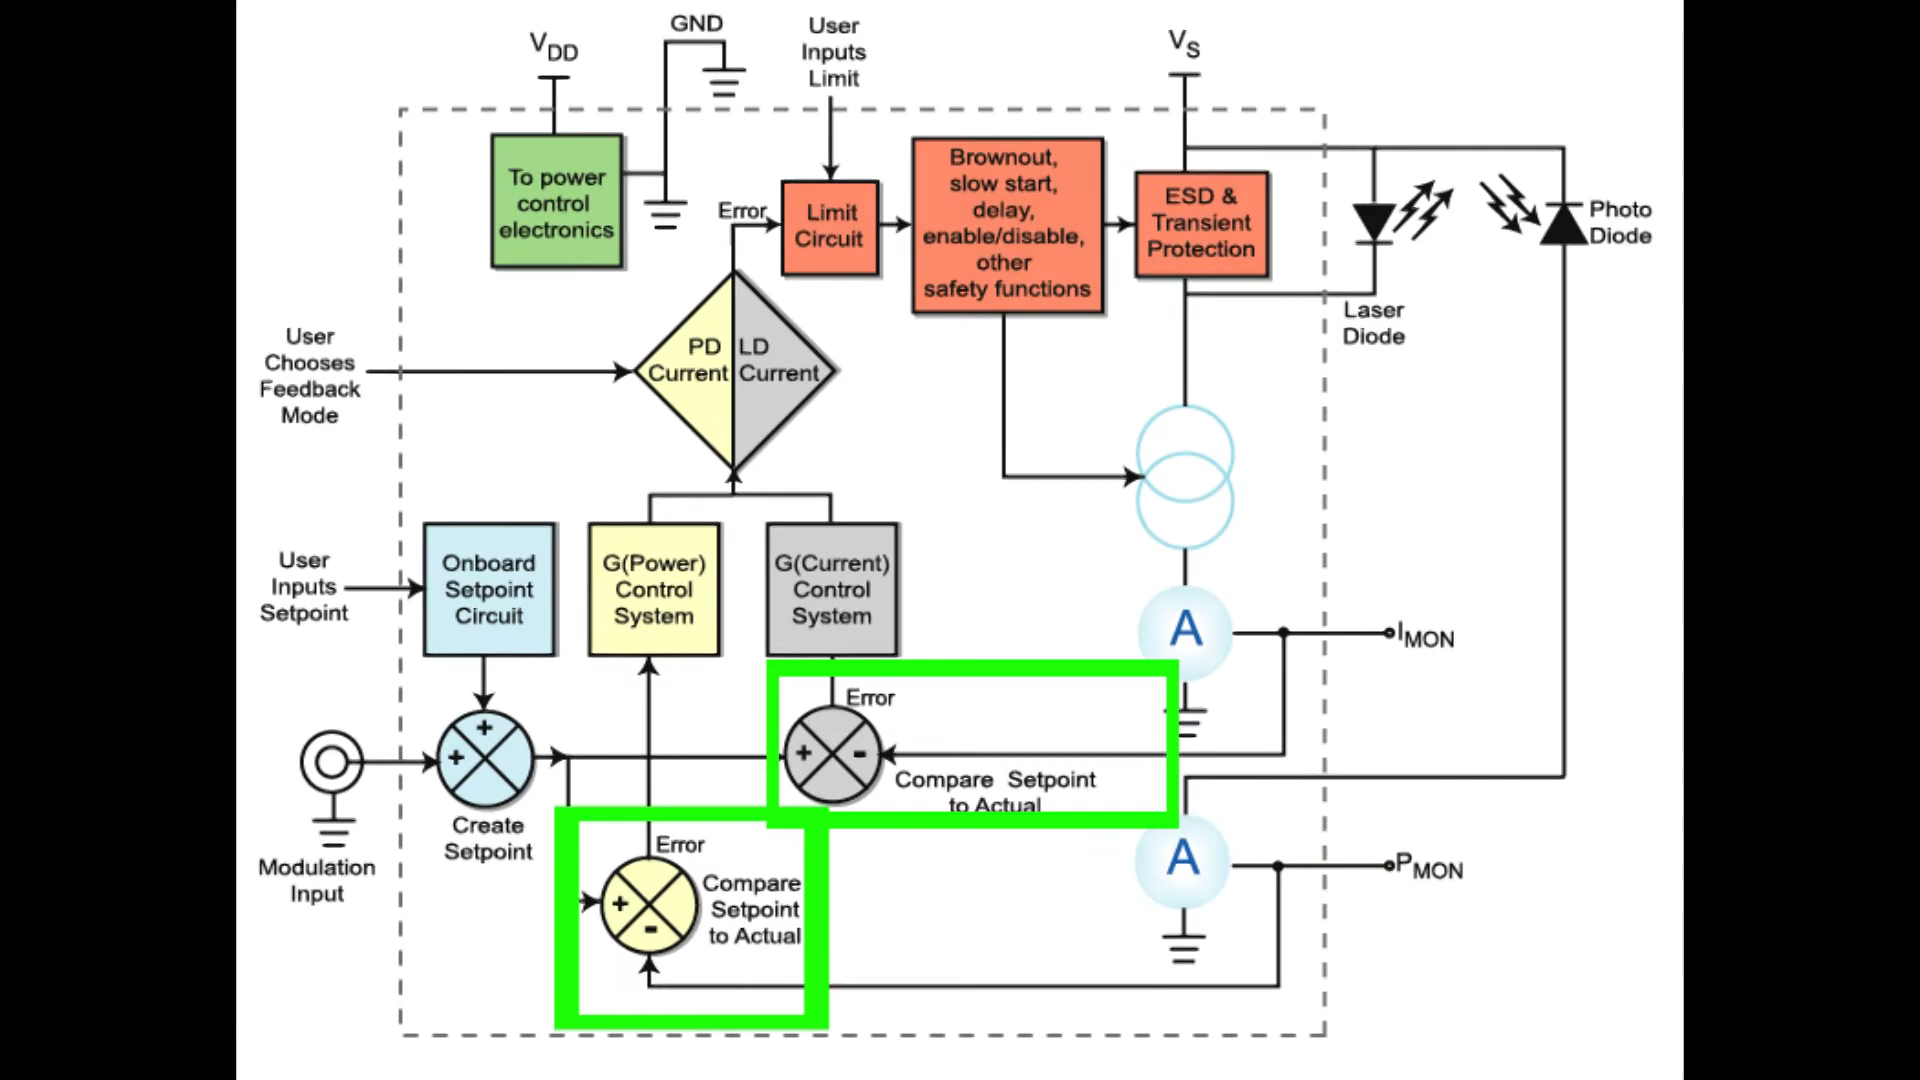 GND
User
Inputs
Limit
VDD
VS
To power
control
electronics
Error
Limit
Circuit
Brownout,
slow start,
delay,
enable/disable,
other
safety functions
ESD &
Transient
Protection
Photo
Diode
Laser
Diode
User
Chooses
Feedback
Mode
PD
Current
LD
Current
User
Inputs
Setpoint
Onboard
Setpoint
Circuit
G(Power)
Control
System
G(Current)
Control
System
A
IMON
Error
+
+
+
-
Compare Setpoint
to Actual
Create
Setpoint
Modulation
Input
Error
+
-
Compare
Setpoint
to Actual
A
PMON